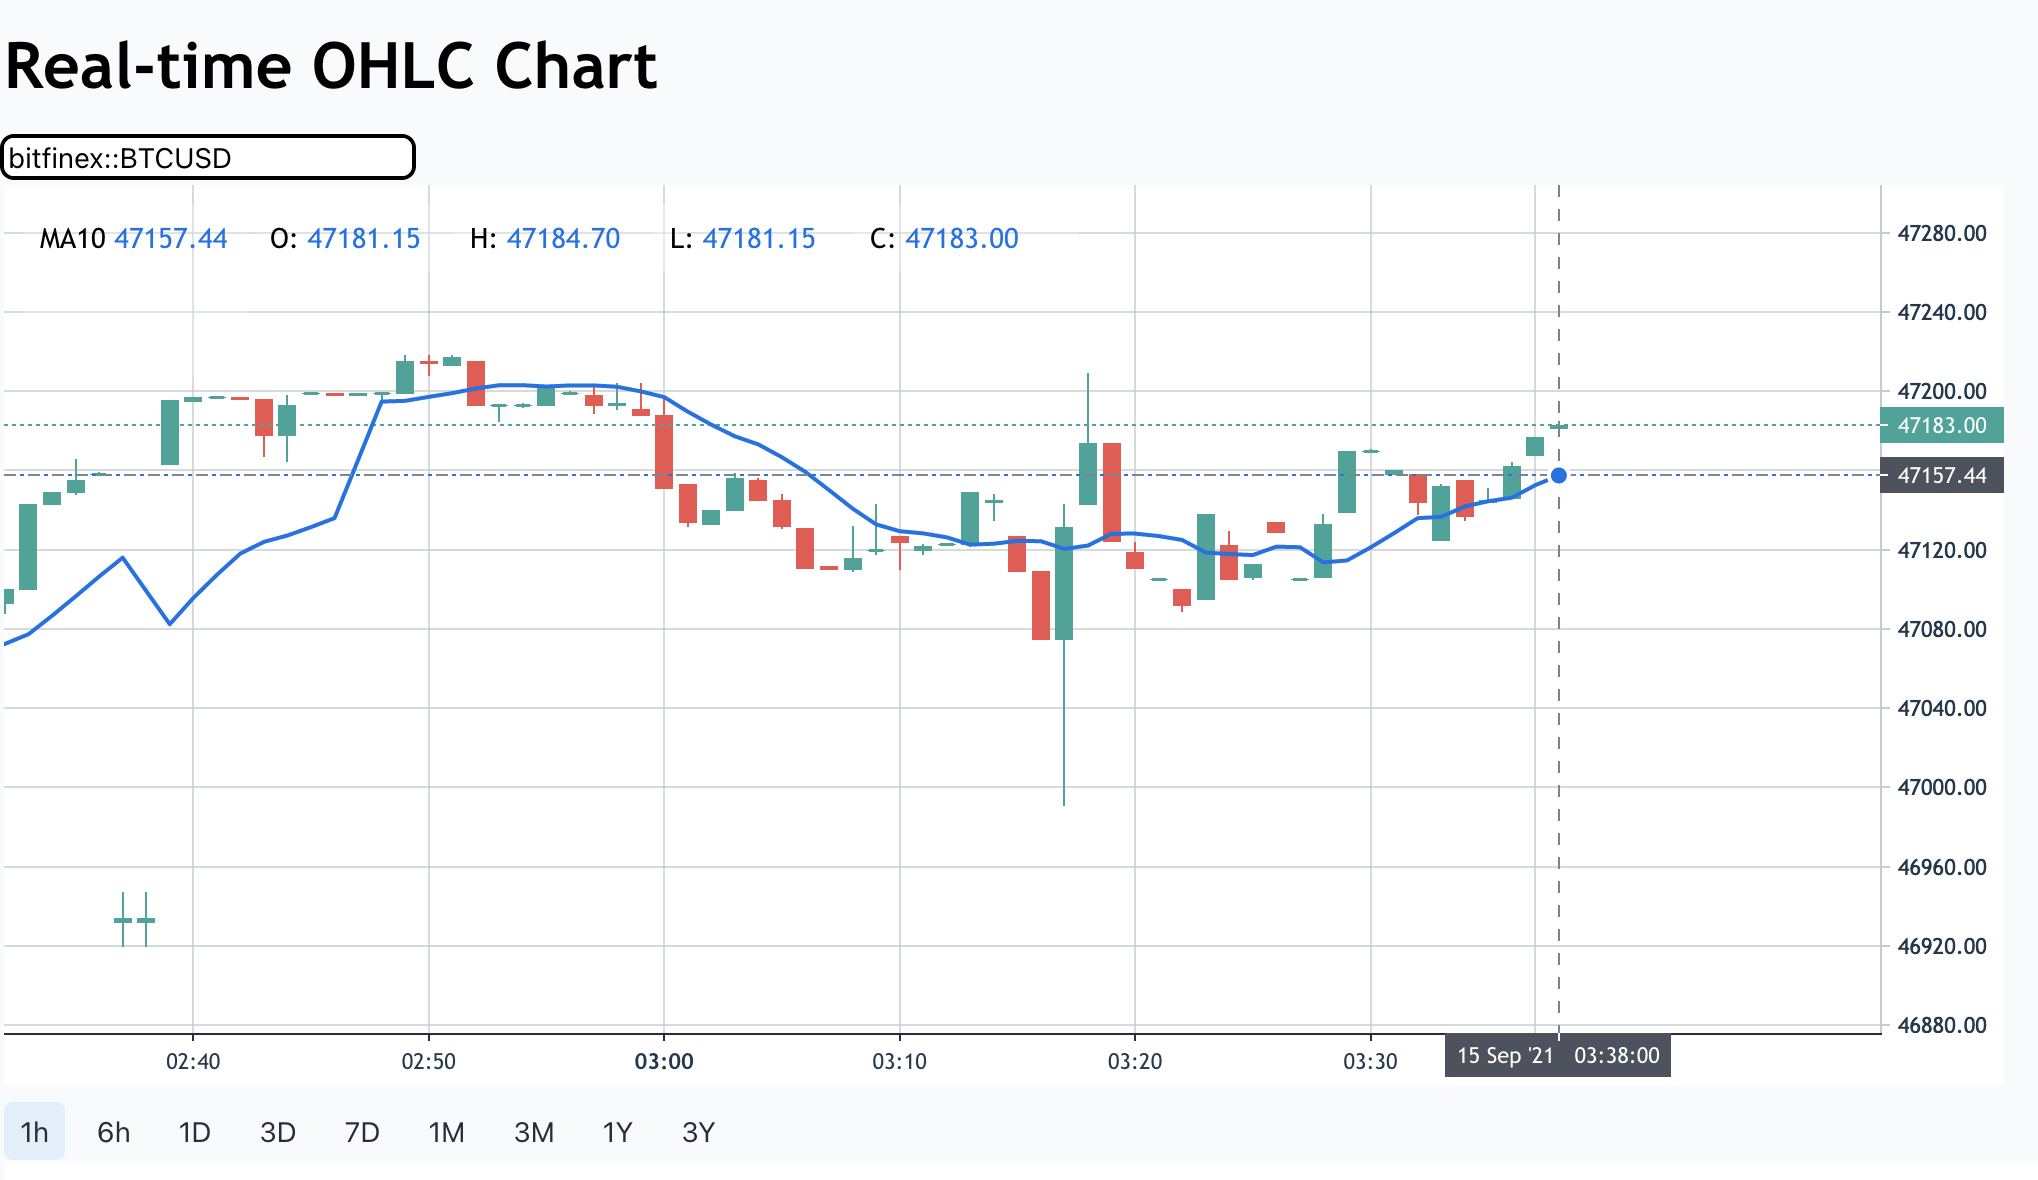 Real-time OHLC Chart
bitfinex::BTCUSD
MA10 47157.44 O: 47181.15 H: 47184.70 L: 47181.15 C: 47183.00
47280.00
47240.00
47200.00
47183.00
47157.44
47120.00
47080.00
47040.00
47000.00
46960.00
46920.00
46880.00
02:40 02:50 03:00 03:10 03:20 03:30 15 Sep '21 03:38:00
1h 6h 1D 3D 7D 1M 3M 1Y 3Y